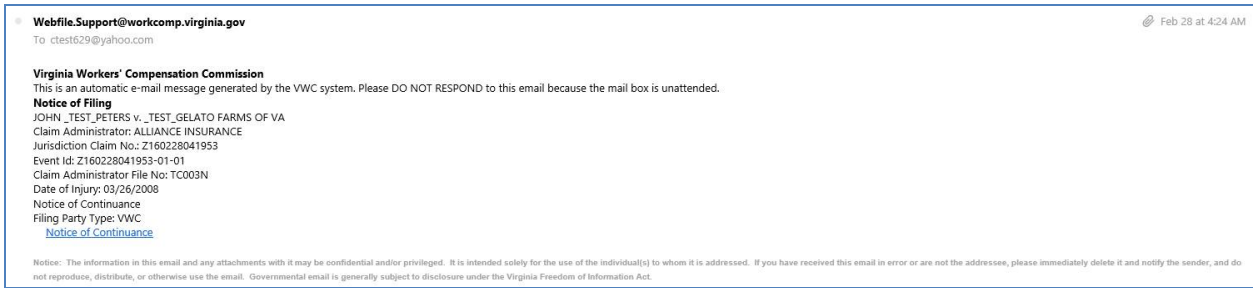 Webfile.Support@workcomp.virginia.gov
Feb 28 at 4:24 AM
To ctest629@yahoo.com
Virginia Workers' Compensation Commission
This is an automatic e-mail message generated by the VWC system. Please DO NOT RESPOND to this email because the mail box is unattended.
Notice of Filing
JOHN _TEST_PETERS v. _TEST_GELATO FARMS OF VA
Claim Administrator: ALLIANCE INSURANCE
Jurisdiction Claim No.: Z160228041953
Event Id: Z160228041953-01-01
Claim Administrator File No: TC003N
Date of Injury: 03/26/2008
Notice of Continuance
Filing Party Type: VWC
Notice of Continuance
Notice: The information in this email and any attachments with it may be confidential and/or privileged. It is intended solely for the use of the individual(s) to whom it is addressed. If you have received this email in error or are not the addressee, please immediately delete it and notify the sender, and do
not reproduce, distribute, or otherwise use the email. Governmental email is generally subject to disclosure under the Virginia Freedom of Information Act.